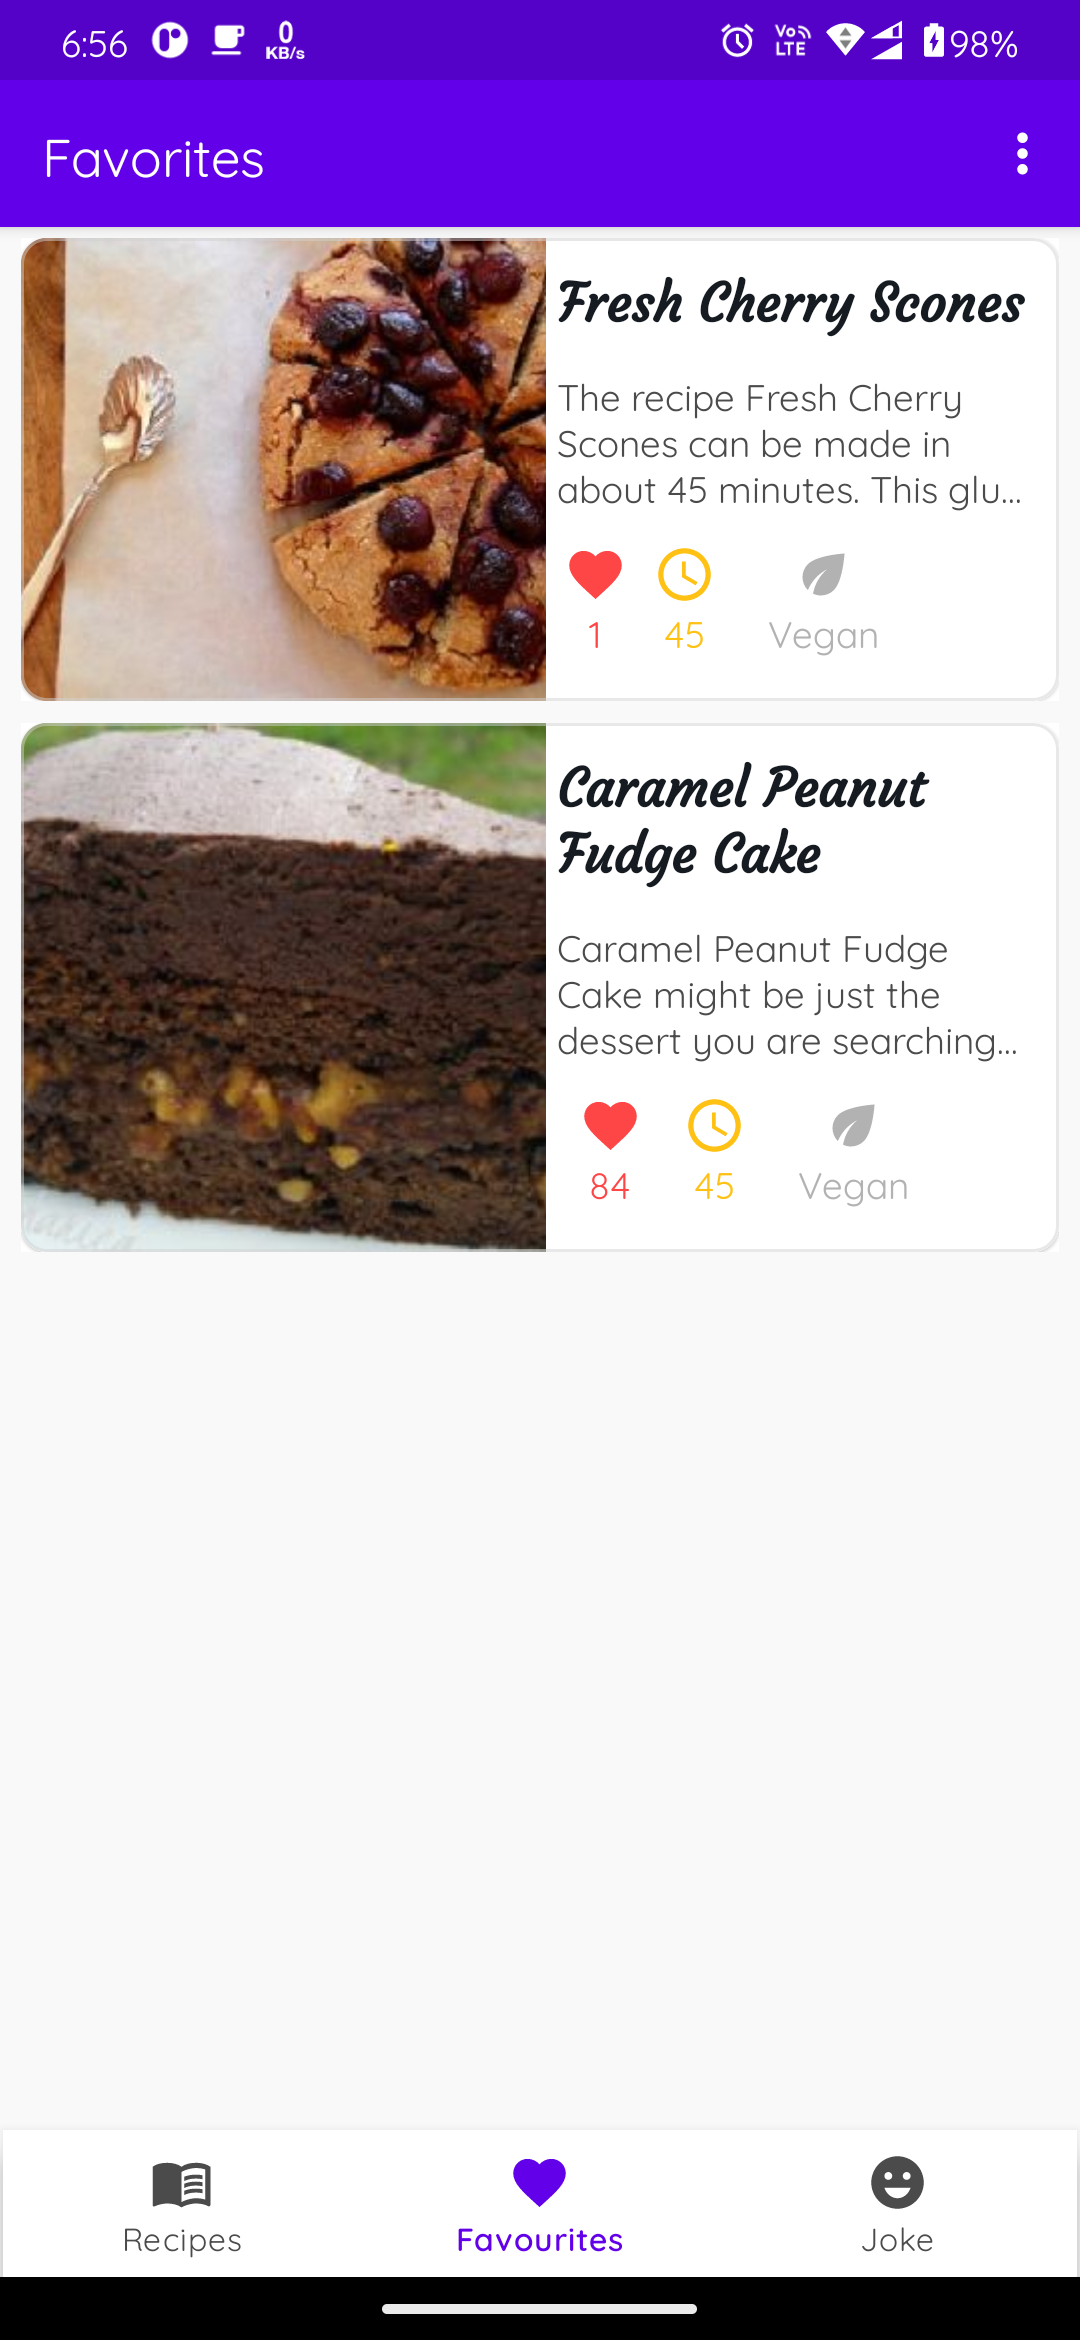 6:56
0
KB/s
Vo
LTE
98%
Favorites
Fresh Cherry Scones
The recipe Fresh Cherry
Scones can be made in
about 45 minutes. This glu...
1
45
Vegan
Caramel Peanut
Fudge Cake
Caramel Peanut Fudge
Cake might be just the
dessert you are searching...
84
45
Vegan
Recipes
Favourites
Joke